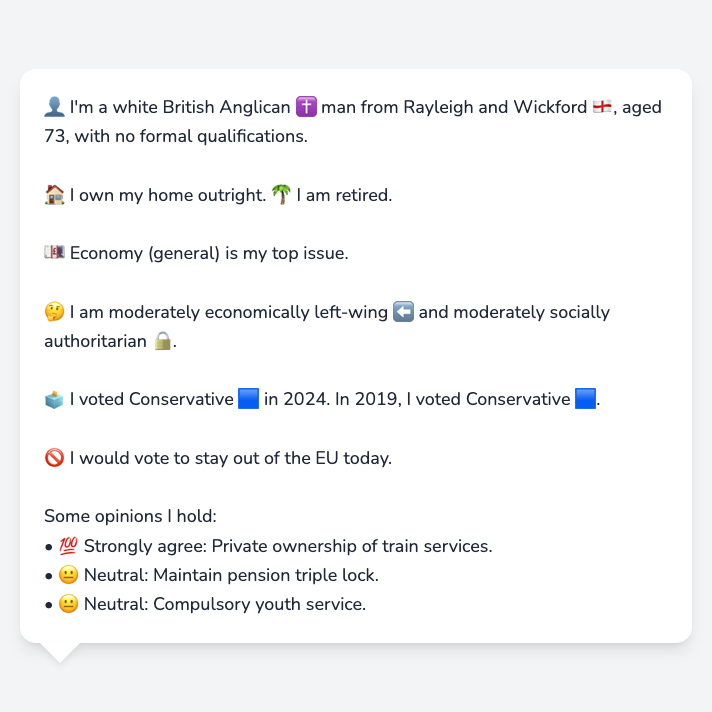 👤 I'm a white British Anglican ✝️ man from Rayleigh and Wickford 🏴󠁧󠁢󠁥󠁮󠁧󠁿, aged
73, with no formal qualifications.
🏠 I own my home outright. 🌴 I am retired.
💷 Economy (general) is my top issue.
🤔 I am moderately economically left-wing ⬅️ and moderately socially
authoritarian 🔒.
🗳️ I voted Conservative 🟦 in 2024. In 2019, I voted Conservative 🟦.
🚫 I would vote to stay out of the EU today.
Some opinions I hold:
• 💯 Strongly agree: Private ownership of train services.
• 😐 Neutral: Maintain pension triple lock.
• 😐 Neutral: Compulsory youth service.